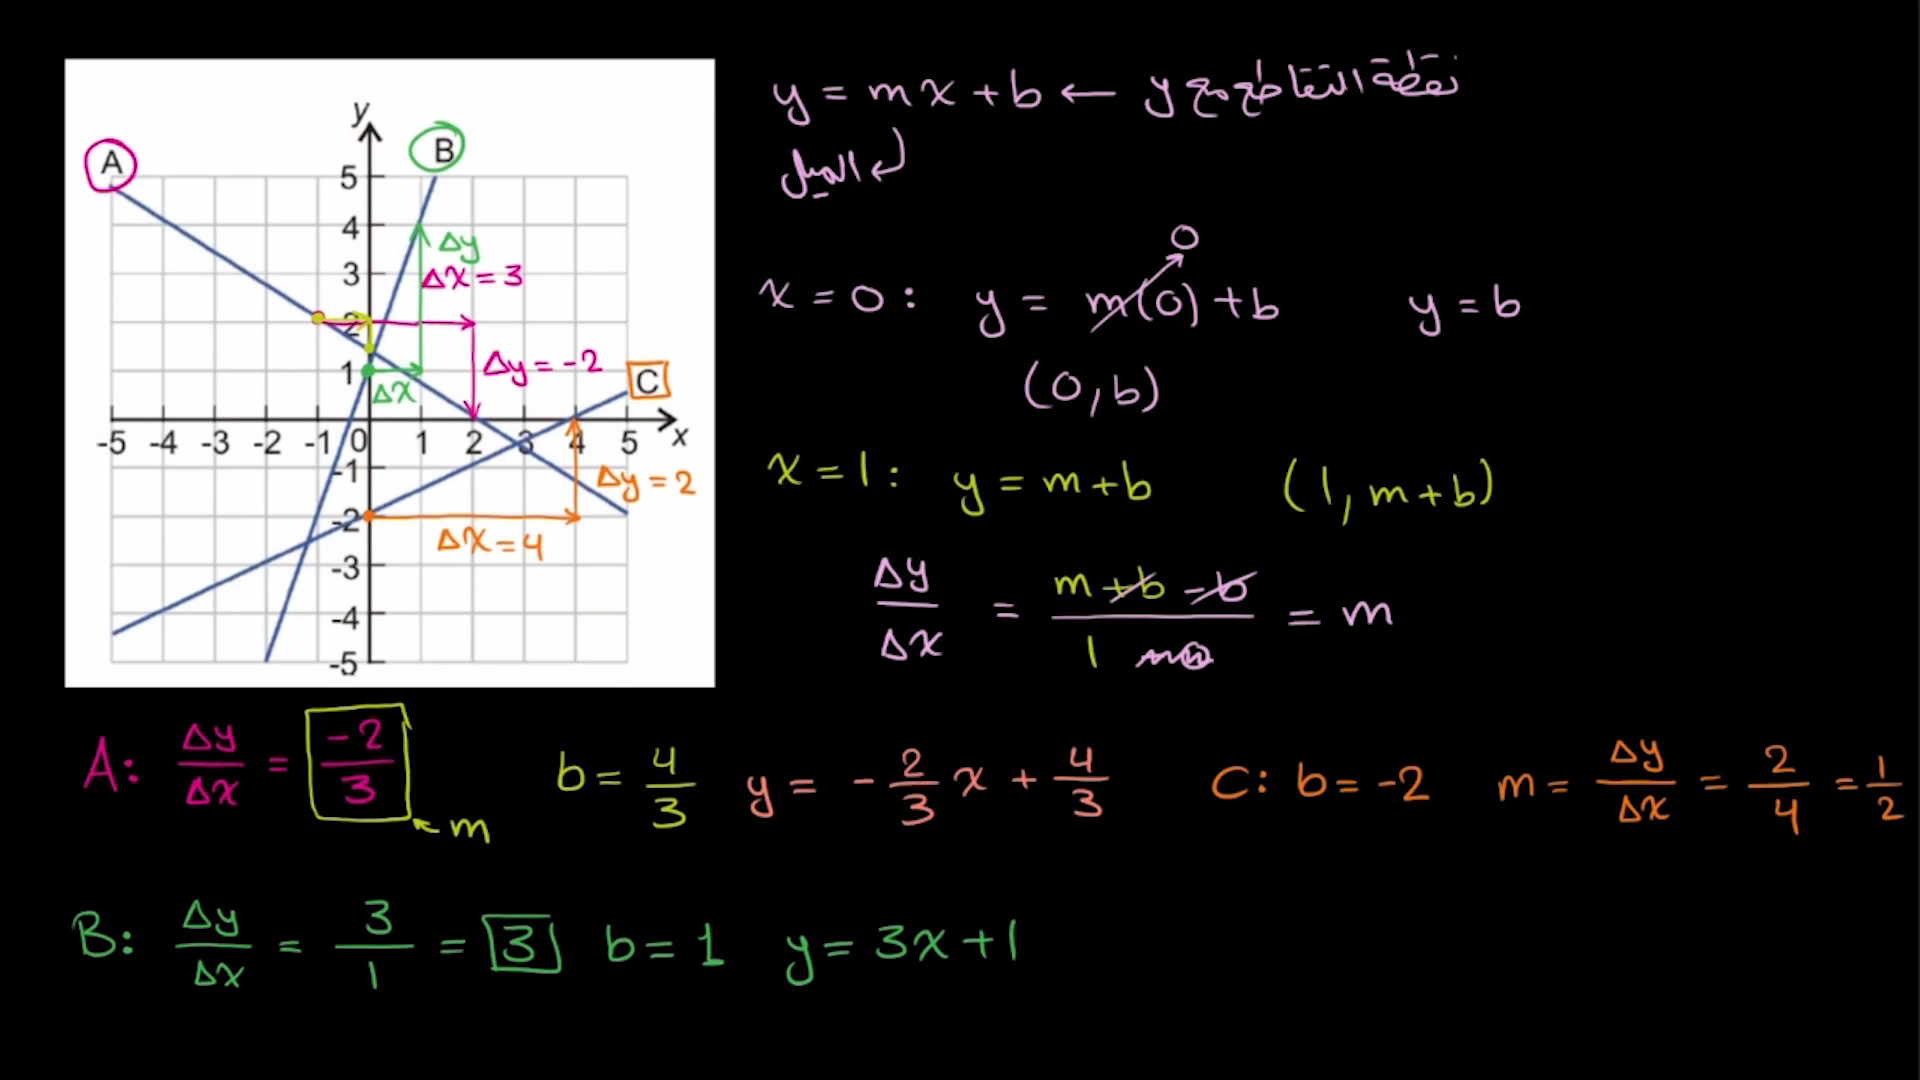 y = mx + b ← نقطة التقاطع مع y
الميل
x = 0 : y = m(0) + b y = b
0
(0, b)
x = 1 : y = m + b (1, m + b)
Δy/Δx = m + b - b / 1 = m
A
B
C
y
x
5
4
3
2
1
-5 -4 -3 -2 -1 0 1 2 3 4 5
-1
-2
-3
-4
-5
Δy
Δx = 3
Δy = -2
Δx
Δy = 2
Δx = 4
A: Δy/Δx = -2/3 b = 4/3 y = -2/3 x + 4/3
m
C: b = -2 m = Δy/Δx = 2/4 = 1/2
B: Δy/Δx = 3/1 = 3 b = 1 y = 3x + 1